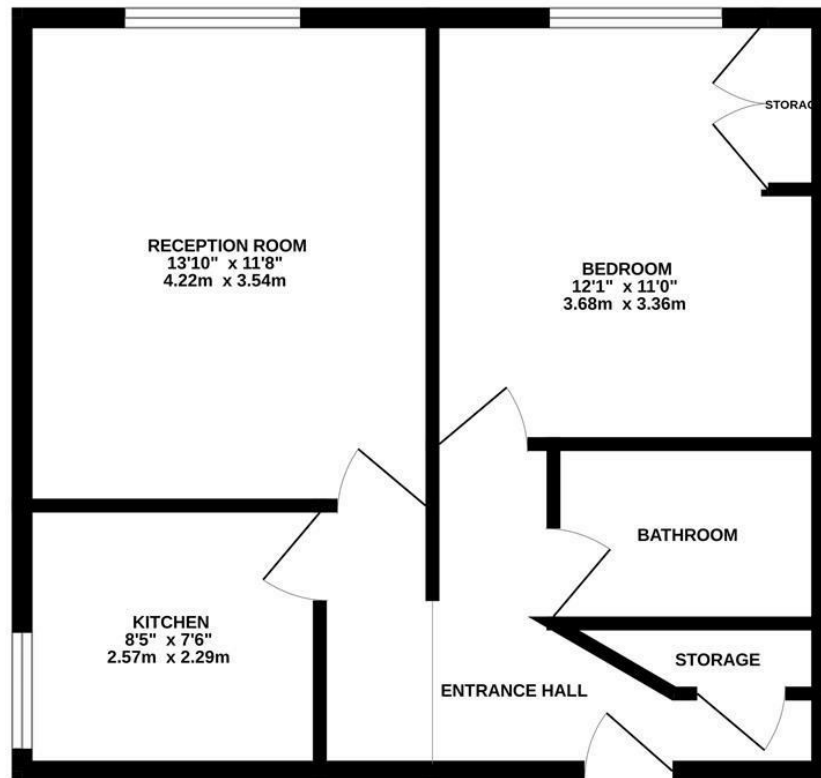 STORAG
RECEPTION ROOM
13'10" x 11'8"
4.22m x 3.54m
BEDROOM
12'1" x 11'0"
3.68m x 3.36m
BATHROOM
KITCHEN
8'5" x 7'6"
2.57m x 2.29m
STORAGE
ENTRANCE HALL